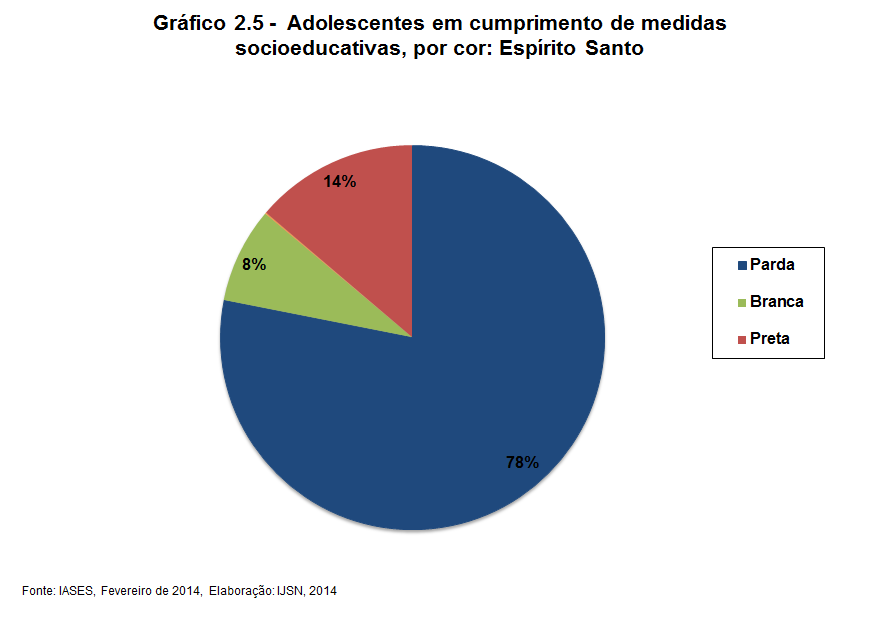 Gráfico 2.5 - Adolescentes em cumprimento de medidas
socioeducativas, por cor: Espírito Santo
14%
8%
78%
Parda
Branca
Preta
Fonte: IASES, Fevereiro de 2014, Elaboração: IJSN, 2014